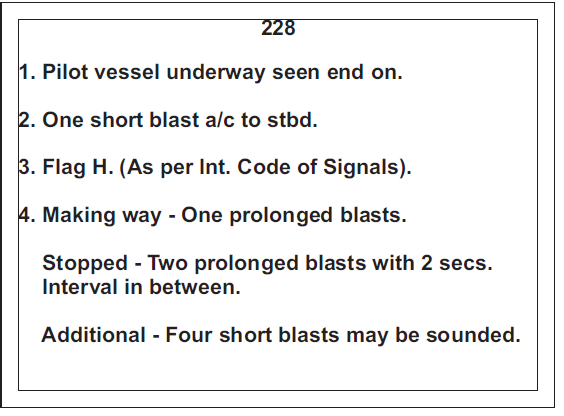 228
1. Pilot vessel underway seen end on.
2. One short blast a/c to stbd.
3. Flag H. (As per Int. Code of Signals).
4. Making way - One prolonged blasts.
Stopped - Two prolonged blasts with 2 secs.
Interval in between.
Additional - Four short blasts may be sounded.